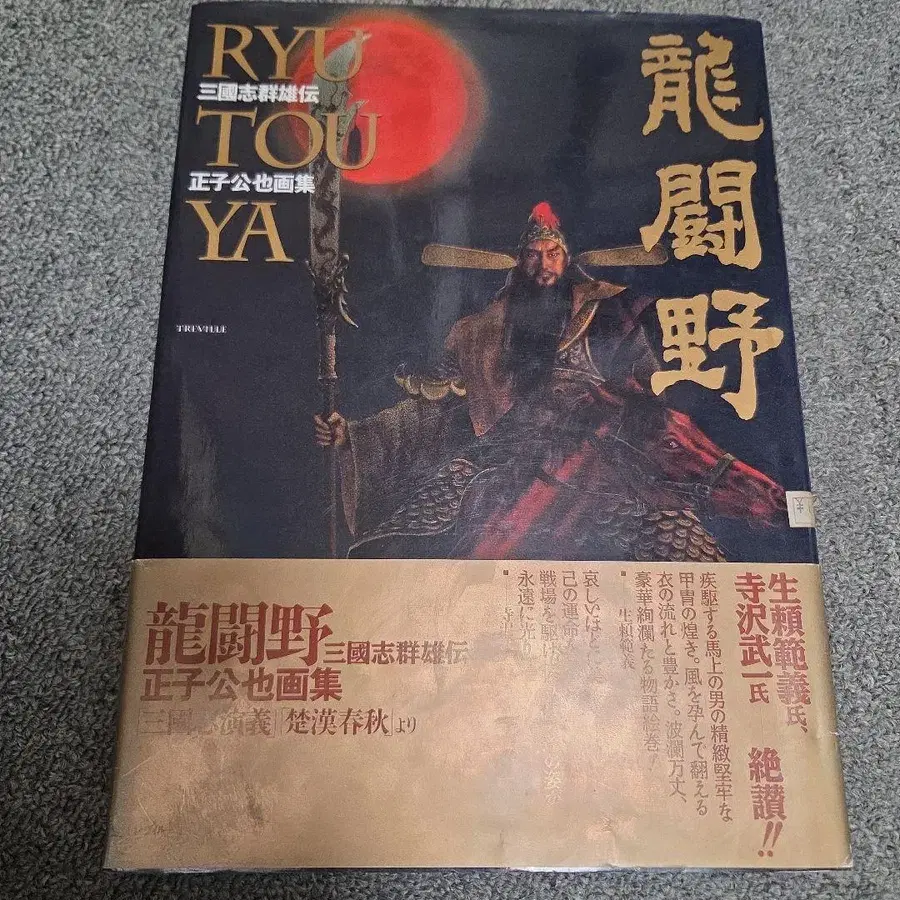 RYU
三國志群雄伝
TOU
正子公也画集
YA
TREVILLE
龍闘野
生頼範義氏、
寺沢武一氏 絶讃!!
疾駆する馬上の男の精緻堅牢な
甲冑の煌き。風を孕んで翻える
衣の流れと豊かさ。波瀾万丈、
豪華絢爛たる物語絵巻!
生頼範義
哀しいほど
己の運命
戦場を駆け
永遠に光り
龍闘野 三國志群雄伝
正子公也画集
「三國志演義」「楚漢春秋」より